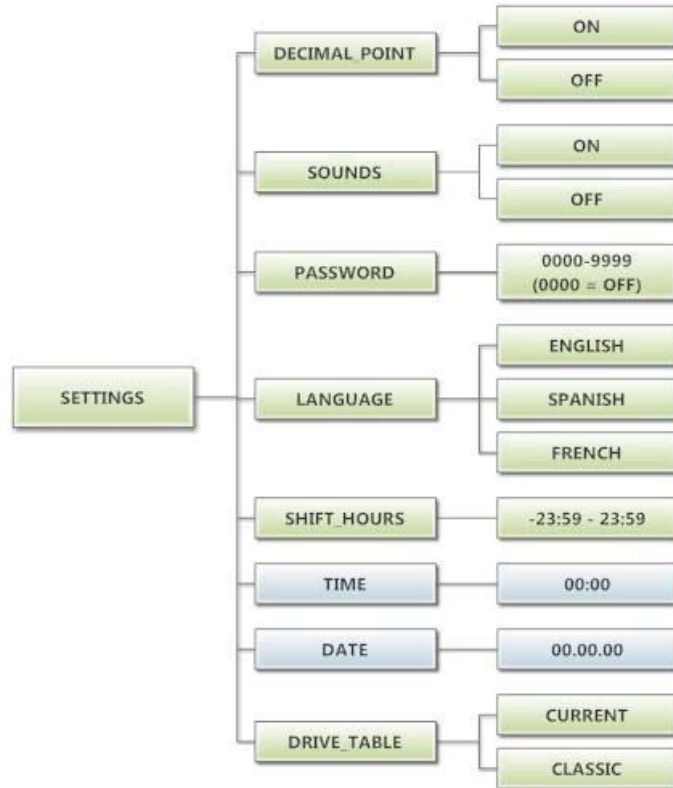 SETTINGS
DECIMAL_POINT
ON
OFF
SOUNDS
ON
OFF
PASSWORD
0000-9999
(0000 = OFF)
LANGUAGE
ENGLISH
SPANISH
FRENCH
SHIFT_HOURS
-23:59 - 23:59
TIME
00:00
DATE
00.00.00
DRIVE_TABLE
CURRENT
CLASSIC